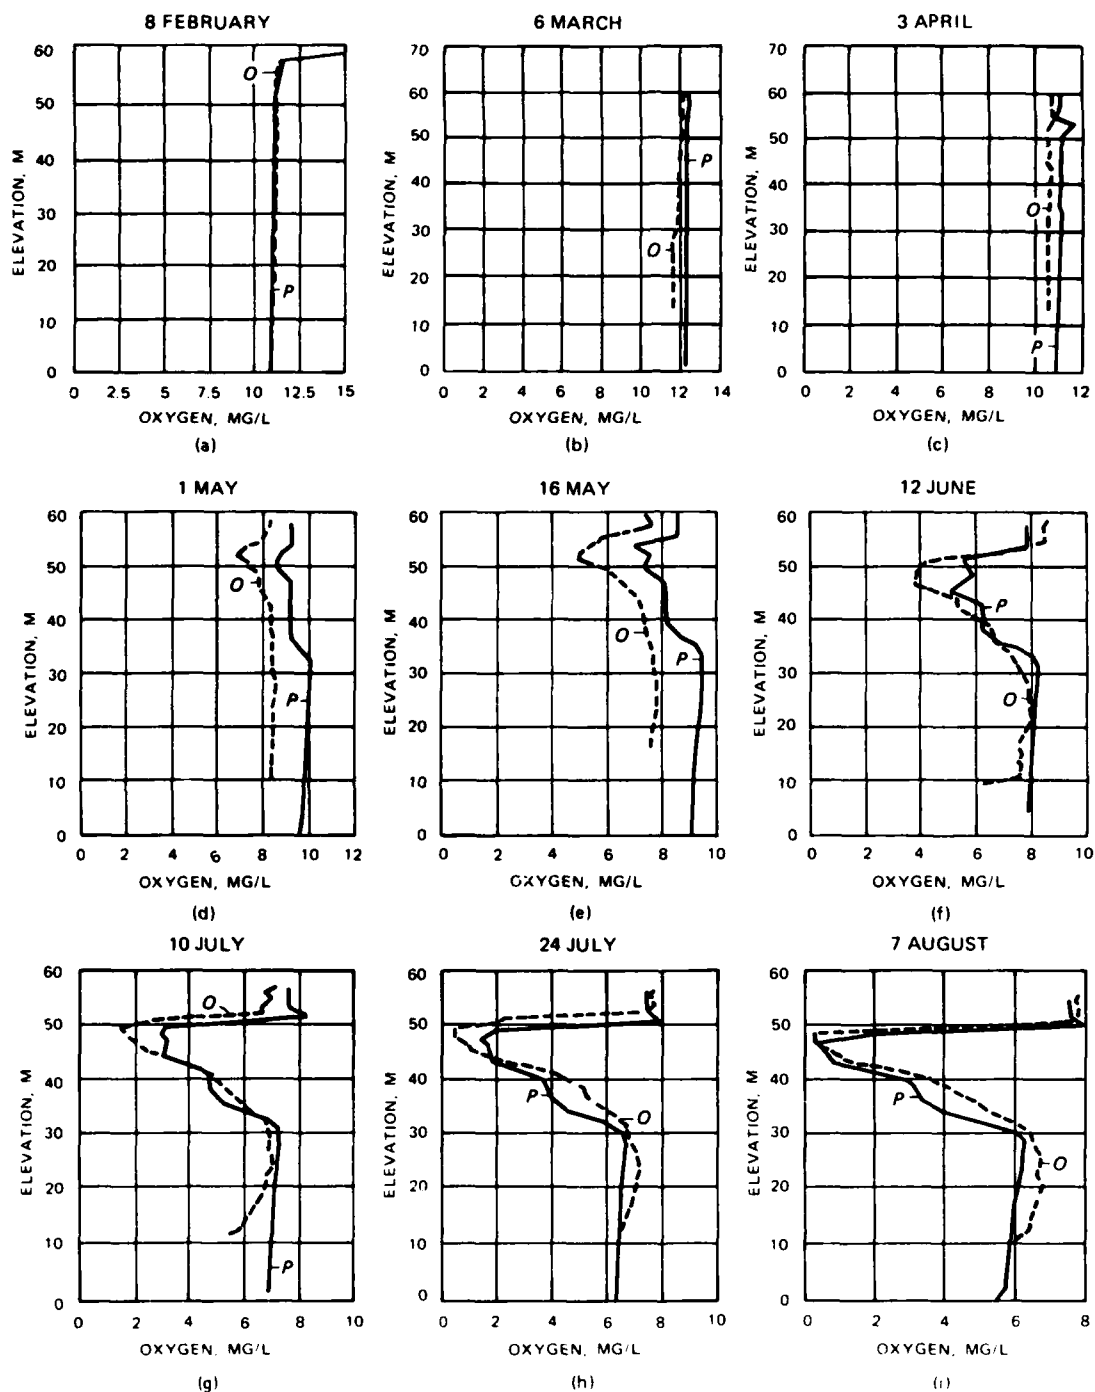 8 FEBRUARY
60
50
40
30
20
10
0
ELEVATION, M
O
P
0 2.5 5 7.5 10 12.5 15
OXYGEN, MG/L
(a)
6 MARCH
70
60
50
40
30
20
10
0
ELEVATION, M
P
O
0 2 4 6 8 10 12 14
OXYGEN, MG/L
(b)
3 APRIL
70
60
50
40
30
20
10
0
ELEVATION, M
O
P
0 2 4 6 8 10 12
OXYGEN, MG/L
(c)
1 MAY
60
50
40
30
20
10
0
ELEVATION, M
O
P
0 2 4 6 8 10 12
OXYGEN, MG/L
(d)
16 MAY
60
50
40
30
20
10
0
ELEVATION, M
O
P
0 2 4 6 8 10
OXYGEN, MG/L
(e)
12 JUNE
60
50
40
30
20
10
0
ELEVATION, M
P
O
0 2 4 6 8 10
OXYGEN, MG/L
(f)
10 JULY
60
50
40
30
20
10
0
ELEVATION, M
O
P
0 2 4 6 8 10
OXYGEN, MG/L
(g)
24 JULY
60
50
40
30
20
10
0
ELEVATION, M
P
O
0 2 4 6 8 10
OXYGEN, MG/L
(h)
7 AUGUST
60
50
40
30
20
10
0
ELEVATION, M
P
O
0 2 4 6 8
OXYGEN, MG/L
(i)